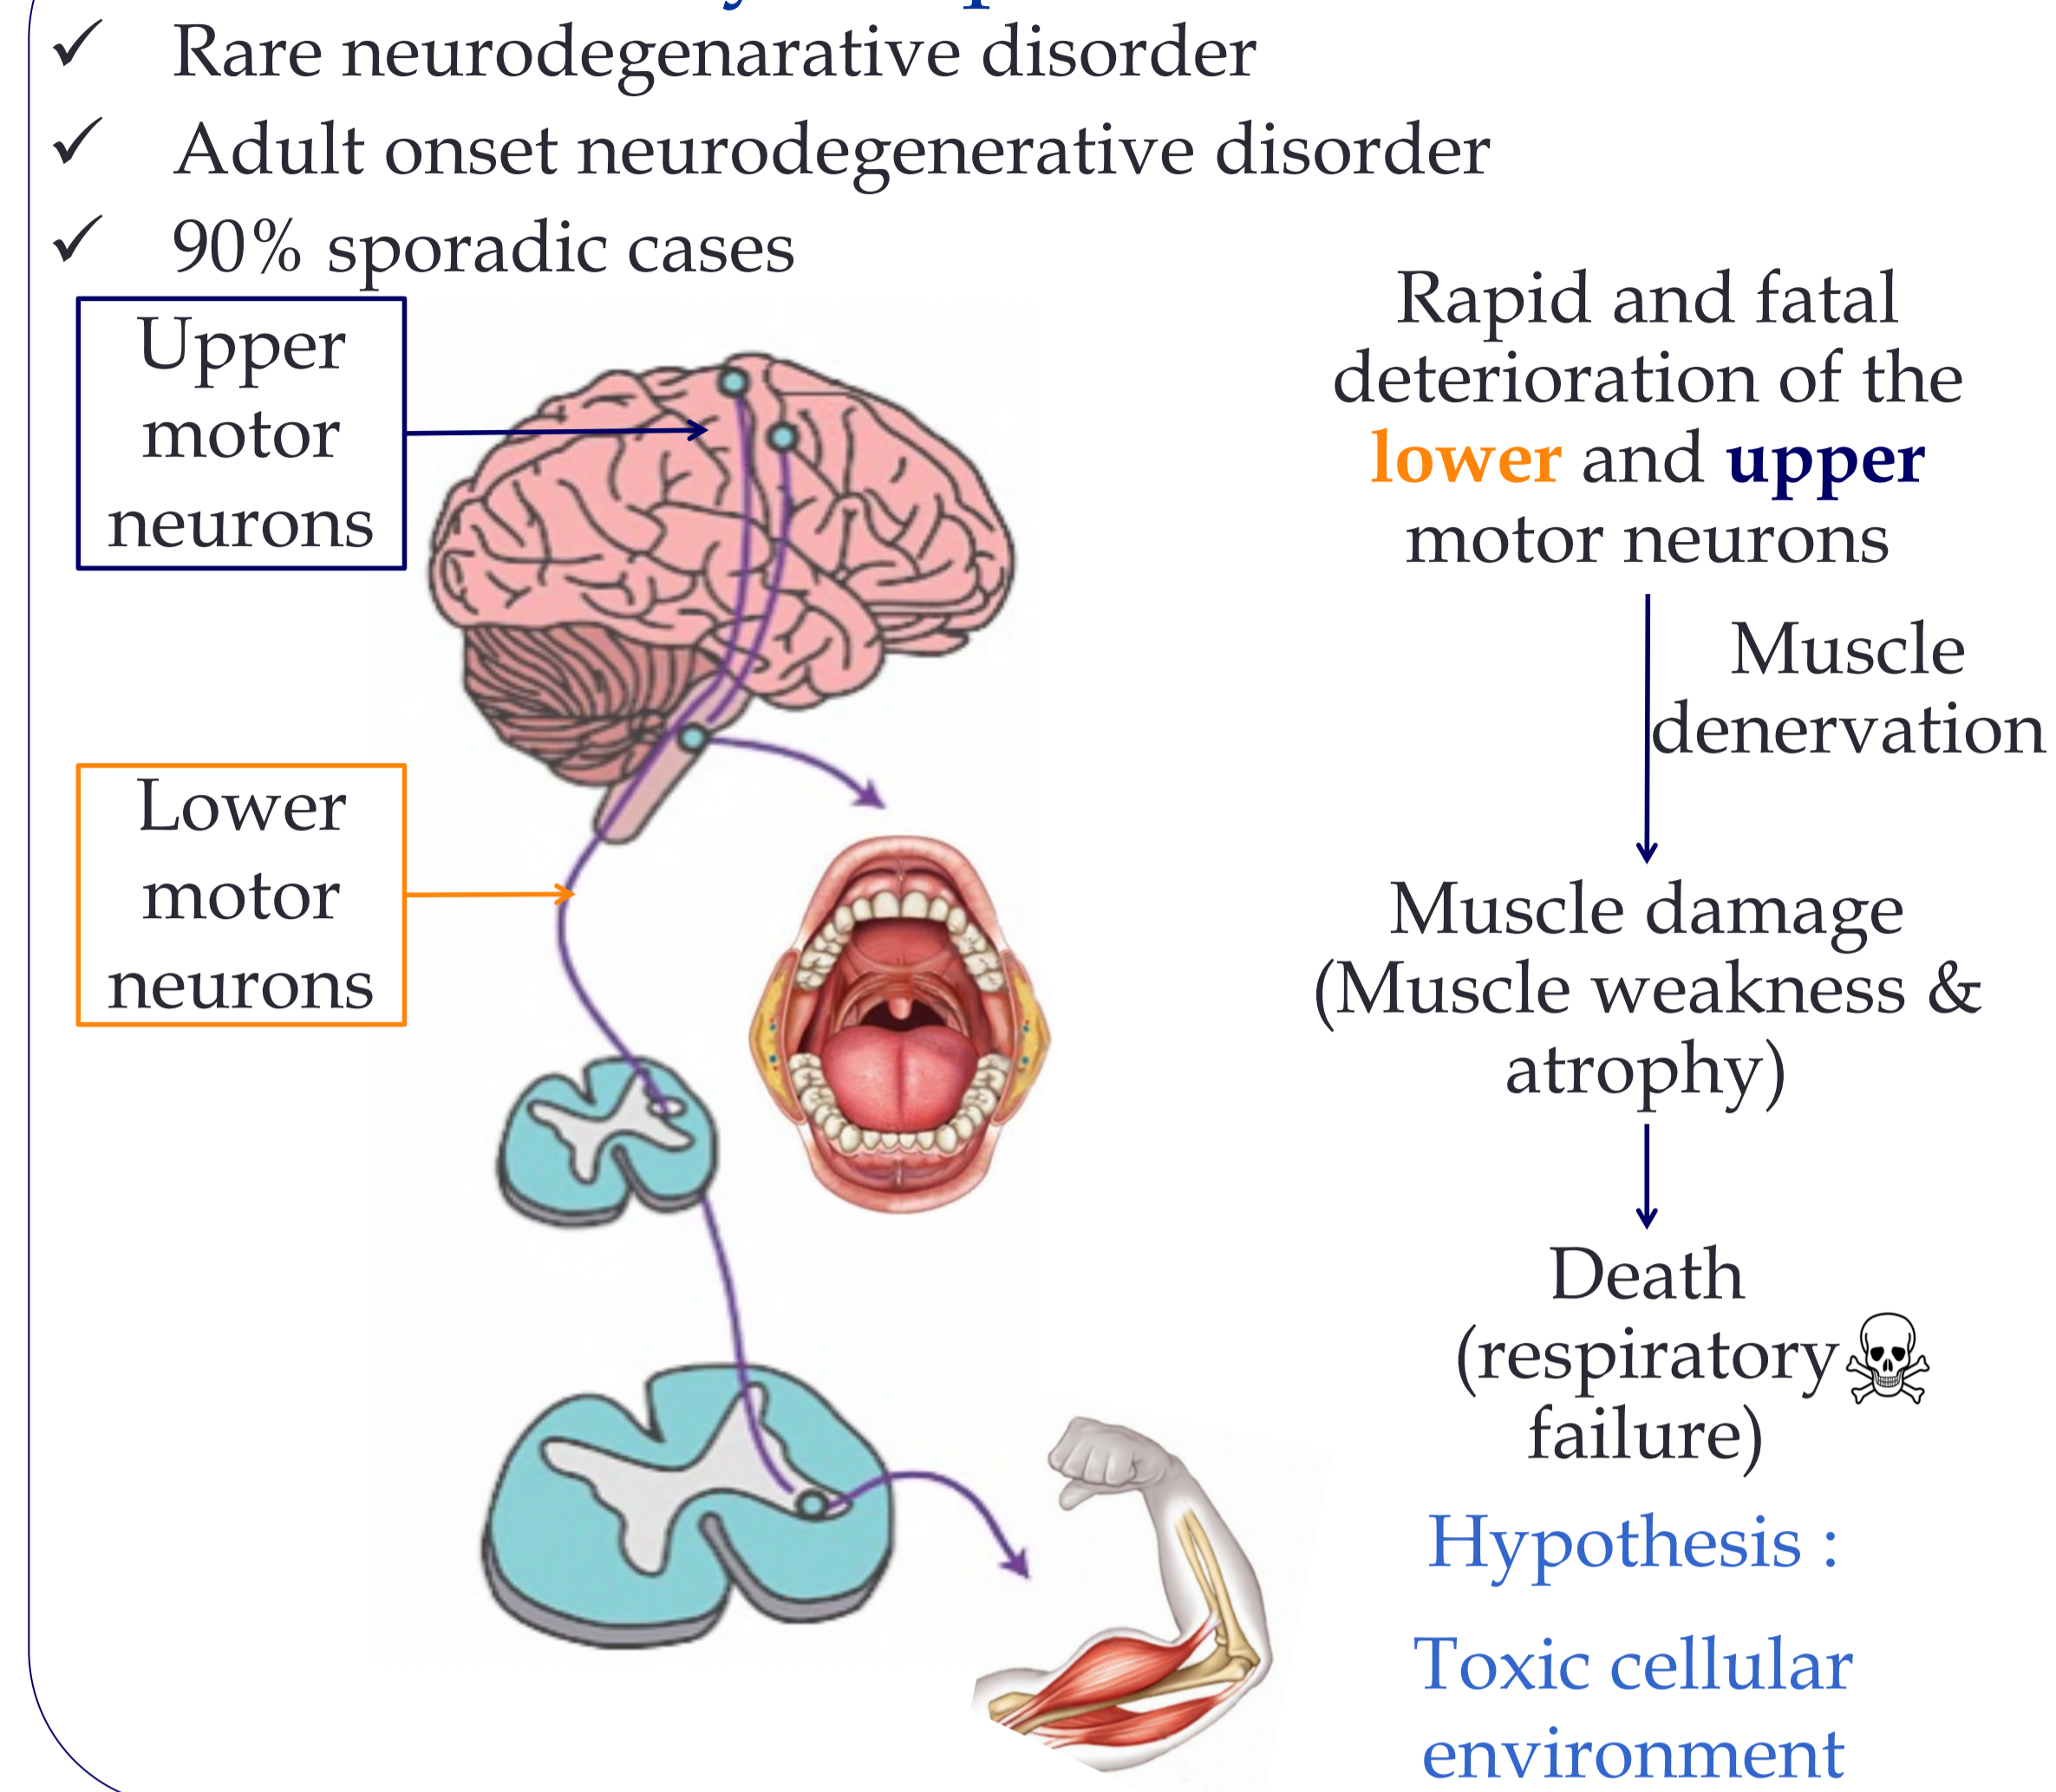 ✓ Rare neurodegenarative disorder
✓ Adult onset neurodegenerative disorder
✓ 90% sporadic cases
Upper
motor
neurons
Lower
motor
neurons
Rapid and fatal
deterioration of the
lower and upper
motor neurons
Muscle
denervation
Muscle damage
(Muscle weakness &
atrophy)
Death
(respiratory
failure)
Hypothesis :
Toxic cellular
environment